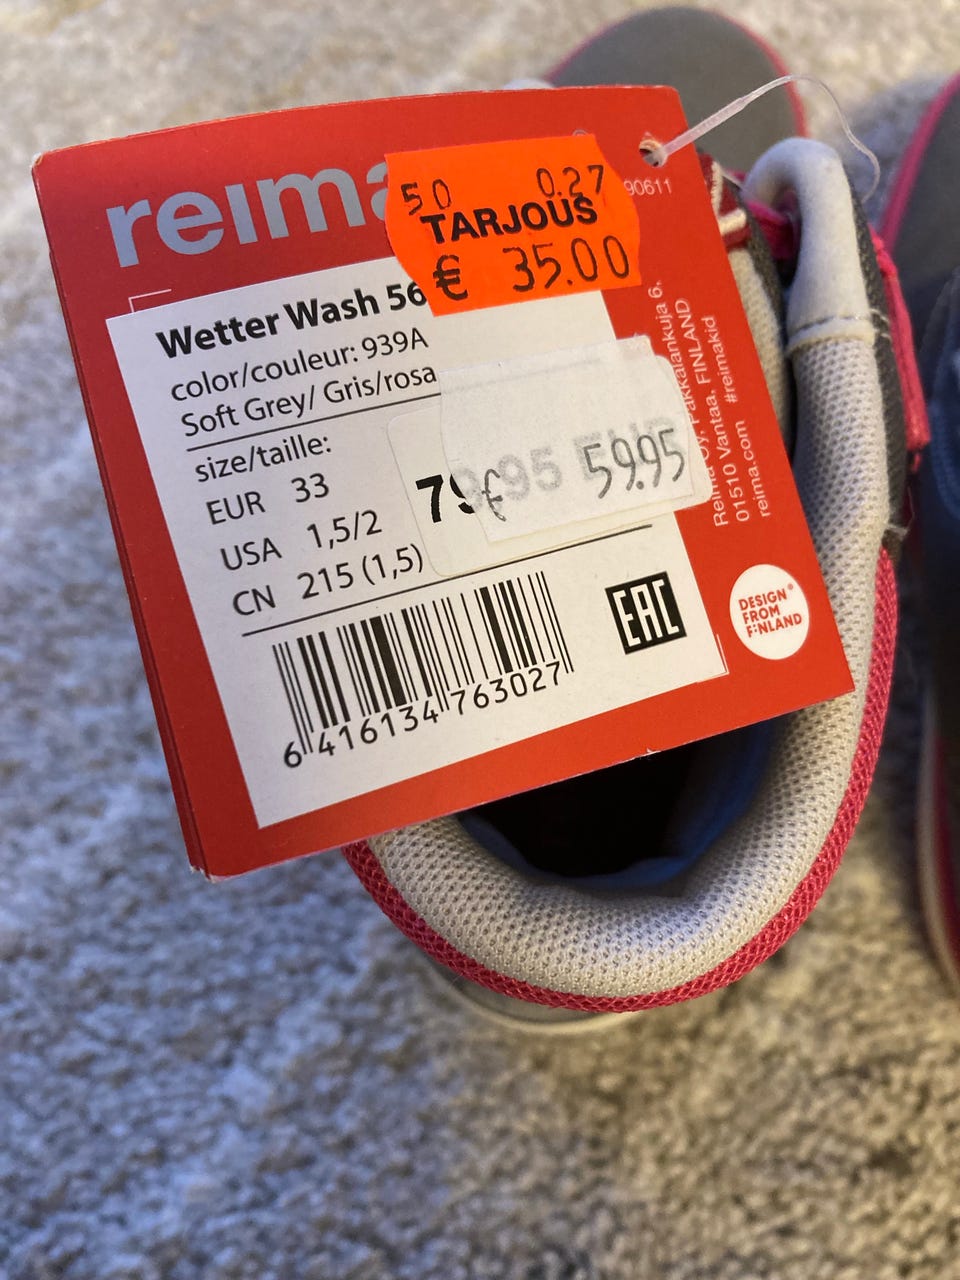 reima
50 0.27
TARJOUS
€ 35.00
90611
Wetter Wash 56
color/couleur: 939A
Soft Grey/ Gris/rosa
size/taille:
EUR 33
USA 1,5/2
CN 215 (1,5)
79
€ 59.95
6 416134 763027
EAC
DESIGN
FROM
FINLAND
Reima Oy, Pakkalankuja 6,
01510 Vantaa, FINLAND
reima.com #reimakid